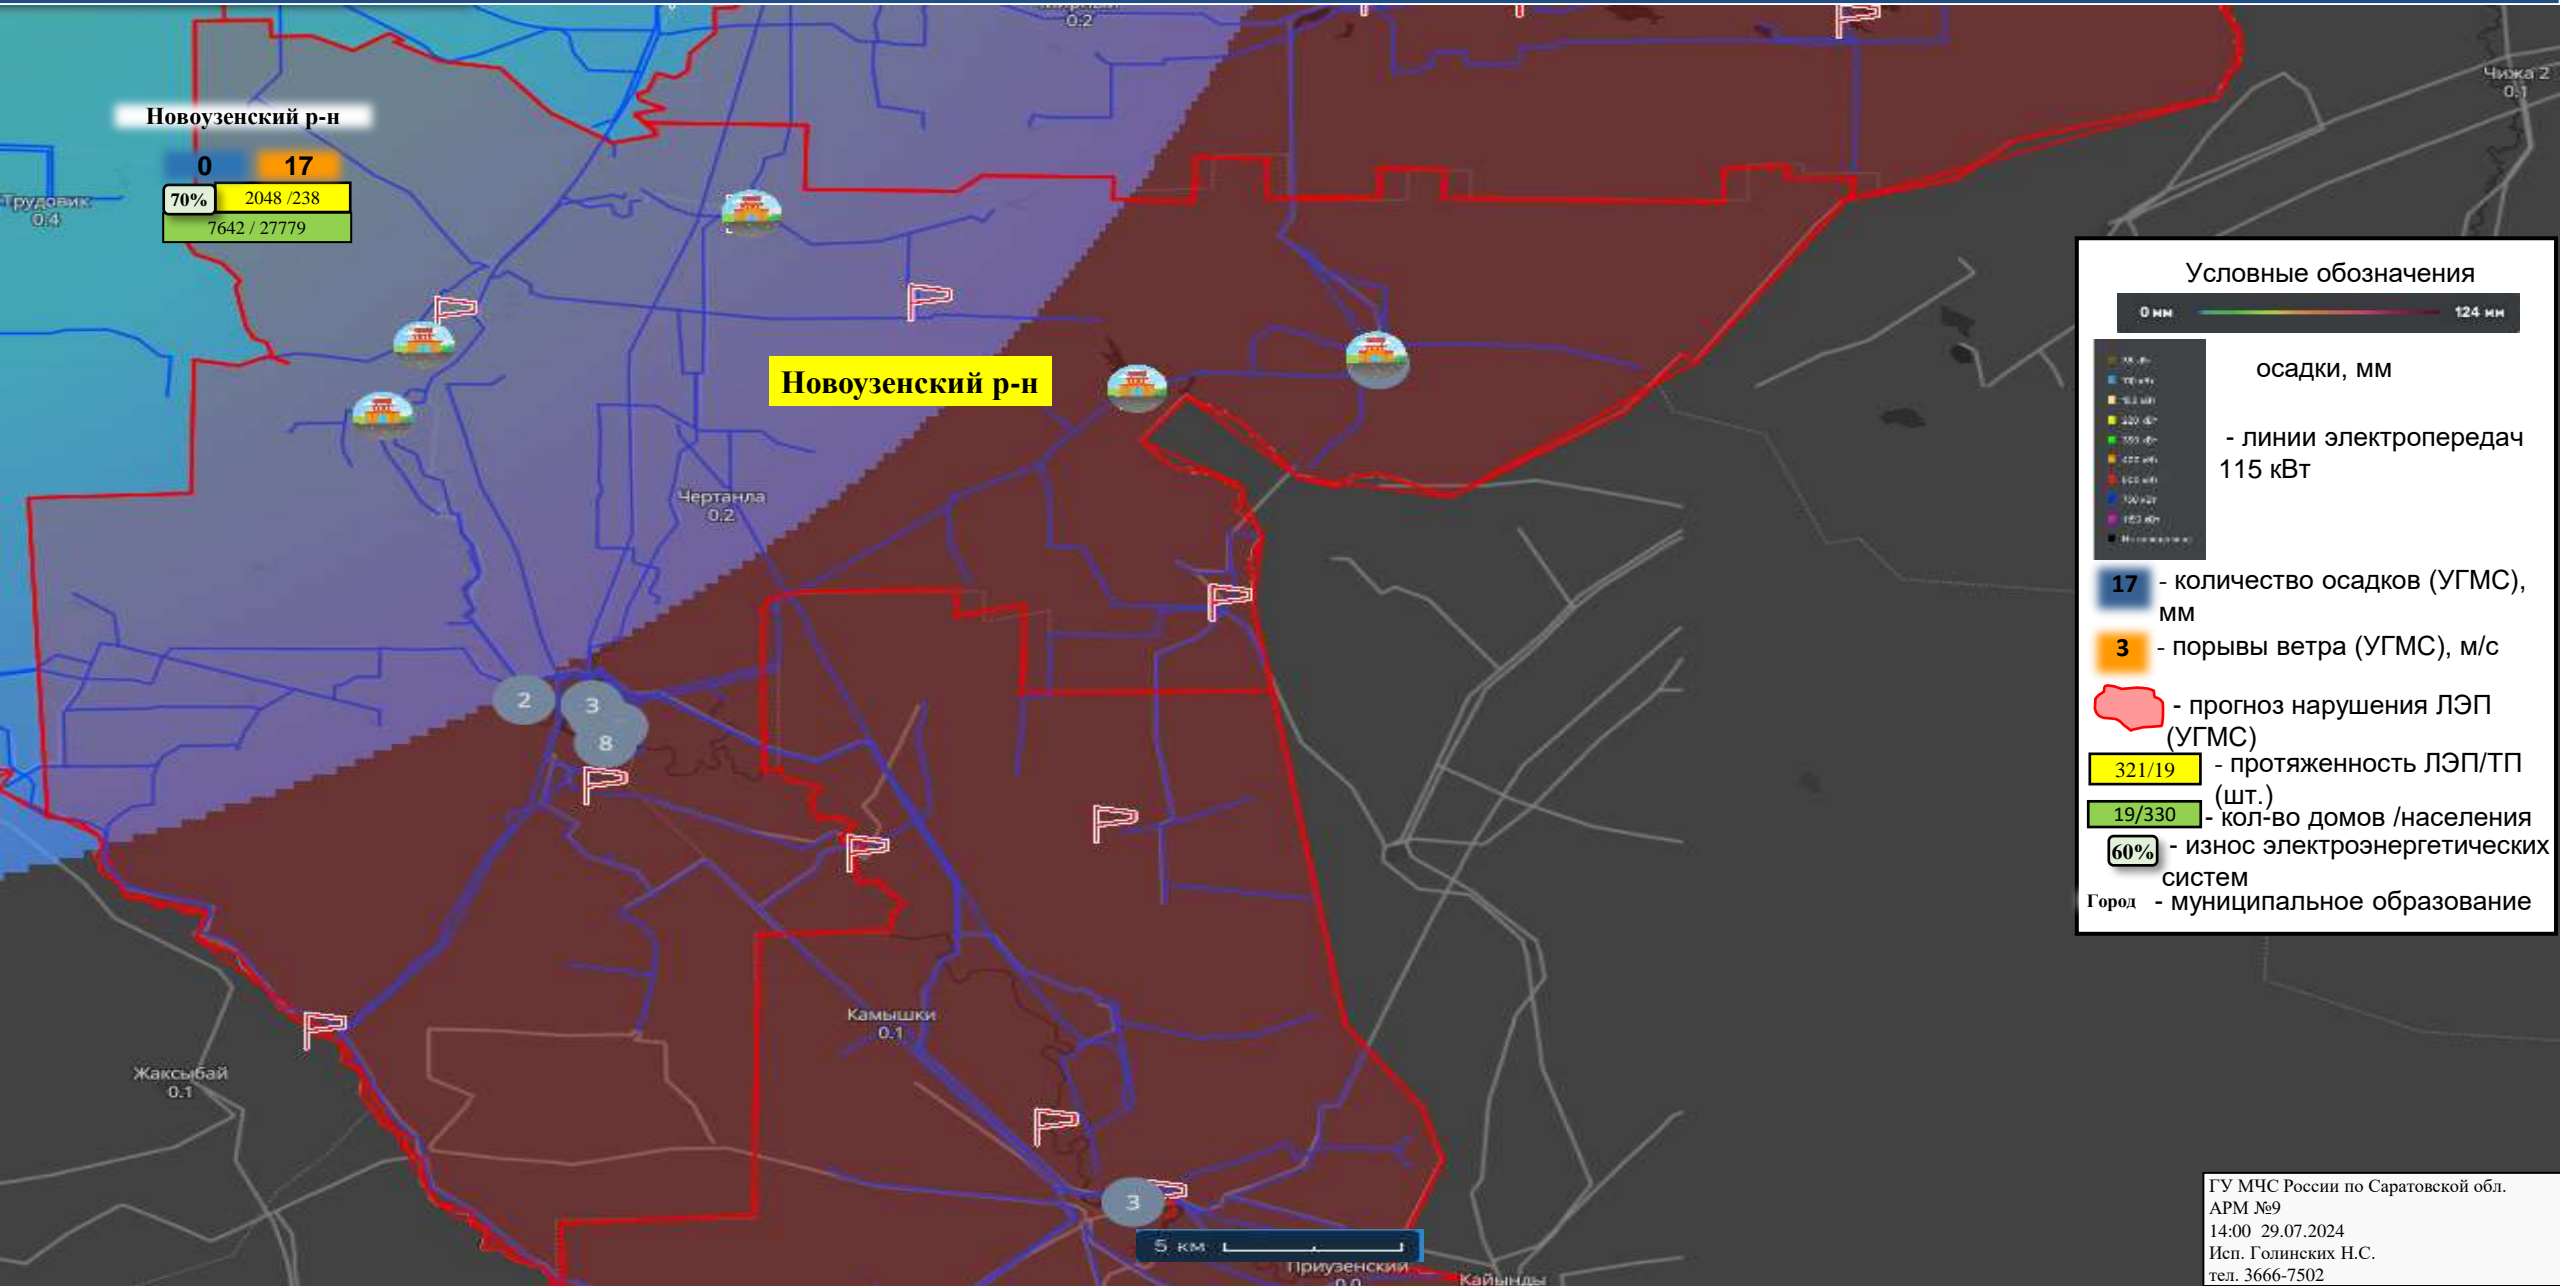 Мирный
0.2
Чижа 2
0.1
Новоузенский р-н
0 17
70% 2048 /238
7642 / 27779
Трудовик
0.4
Новоузенский р-н
Чертанла
0.2
2
3
8
Камышки
0.1
Жаксыбай
0.1
3
5 км
Приузенский
0.0
Кайынды
Условные обозначения
0 мм 124 мм
осадки, мм
- линии электропередач
115 кВт
17 - количество осадков (УГМС),
мм
3 - порывы ветра (УГМС), м/с
- прогноз нарушения ЛЭП
(УГМС)
321/19 - протяженность ЛЭП/ТП
(шт.)
19/330 - кол-во домов /населения
60% - износ электроэнергетических
систем
Город - муниципальное образование
ГУ МЧС России по Саратовской обл.
АРМ №9
14:00 29.07.2024
Исп. Голинских Н.С.
тел. 3666-7502